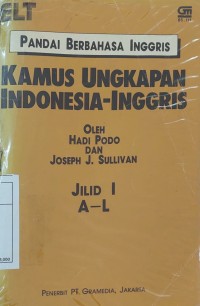 ELT
GM
PANDAI BERBAHASA INGGRIS
KAMUS UNGKAPAN
INDONESIA-INGGRIS
OLEH
HADI PODO
DAN
JOSEPH J. SULLIVAN
JILID I
A-L
PENERBIT PT. GRAMEDIA, JAKARTA